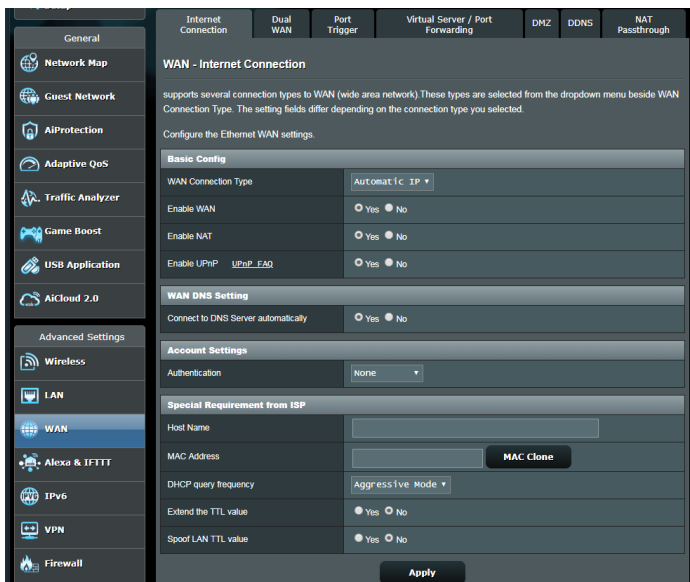 General
Network Map
Guest Network
AiProtection
Adaptive QoS
Traffic Analyzer
Game Boost
USB Application
AiCloud 2.0
Advanced Settings
Wireless
LAN
WAN
Alexa & IFTTT
IPv6
VPN
Firewall
Internet Connection
Dual WAN
Port Trigger
Virtual Server / Port Forwarding
DMZ
DDNS
NAT Passthrough
WAN - Internet Connection
supports several connection types to WAN (wide area network).These types are selected from the dropdown menu beside WAN
Connection Type. The setting fields differ depending on the connection type you selected.
Configure the Ethernet WAN settings.
Basic Config
WAN Connection Type Automatic IP
Enable WAN Yes No
Enable NAT Yes No
Enable UPnP UPnP FAQ Yes No
WAN DNS Setting
Connect to DNS Server automatically Yes No
Account Settings
Authentication None
Special Requirement from ISP
Host Name
MAC Address MAC Clone
DHCP query frequency Aggressive Mode
Extend the TTL value Yes No
Spoof LAN TTL value Yes No
Apply